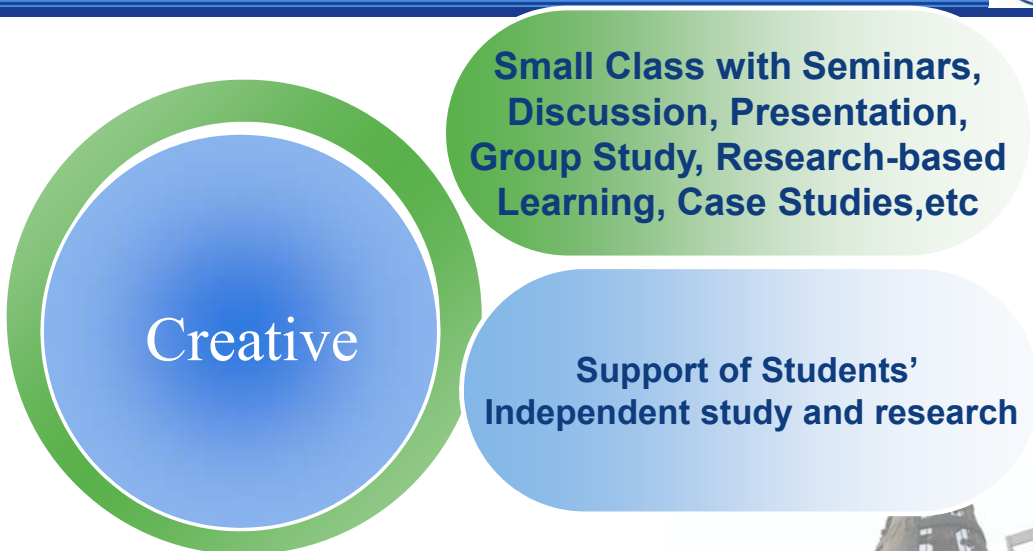 Small Class with Seminars,
Discussion, Presentation,
Group Study, Research-based
Learning, Case Studies,etc
Creative
Support of Students’
Independent study and research